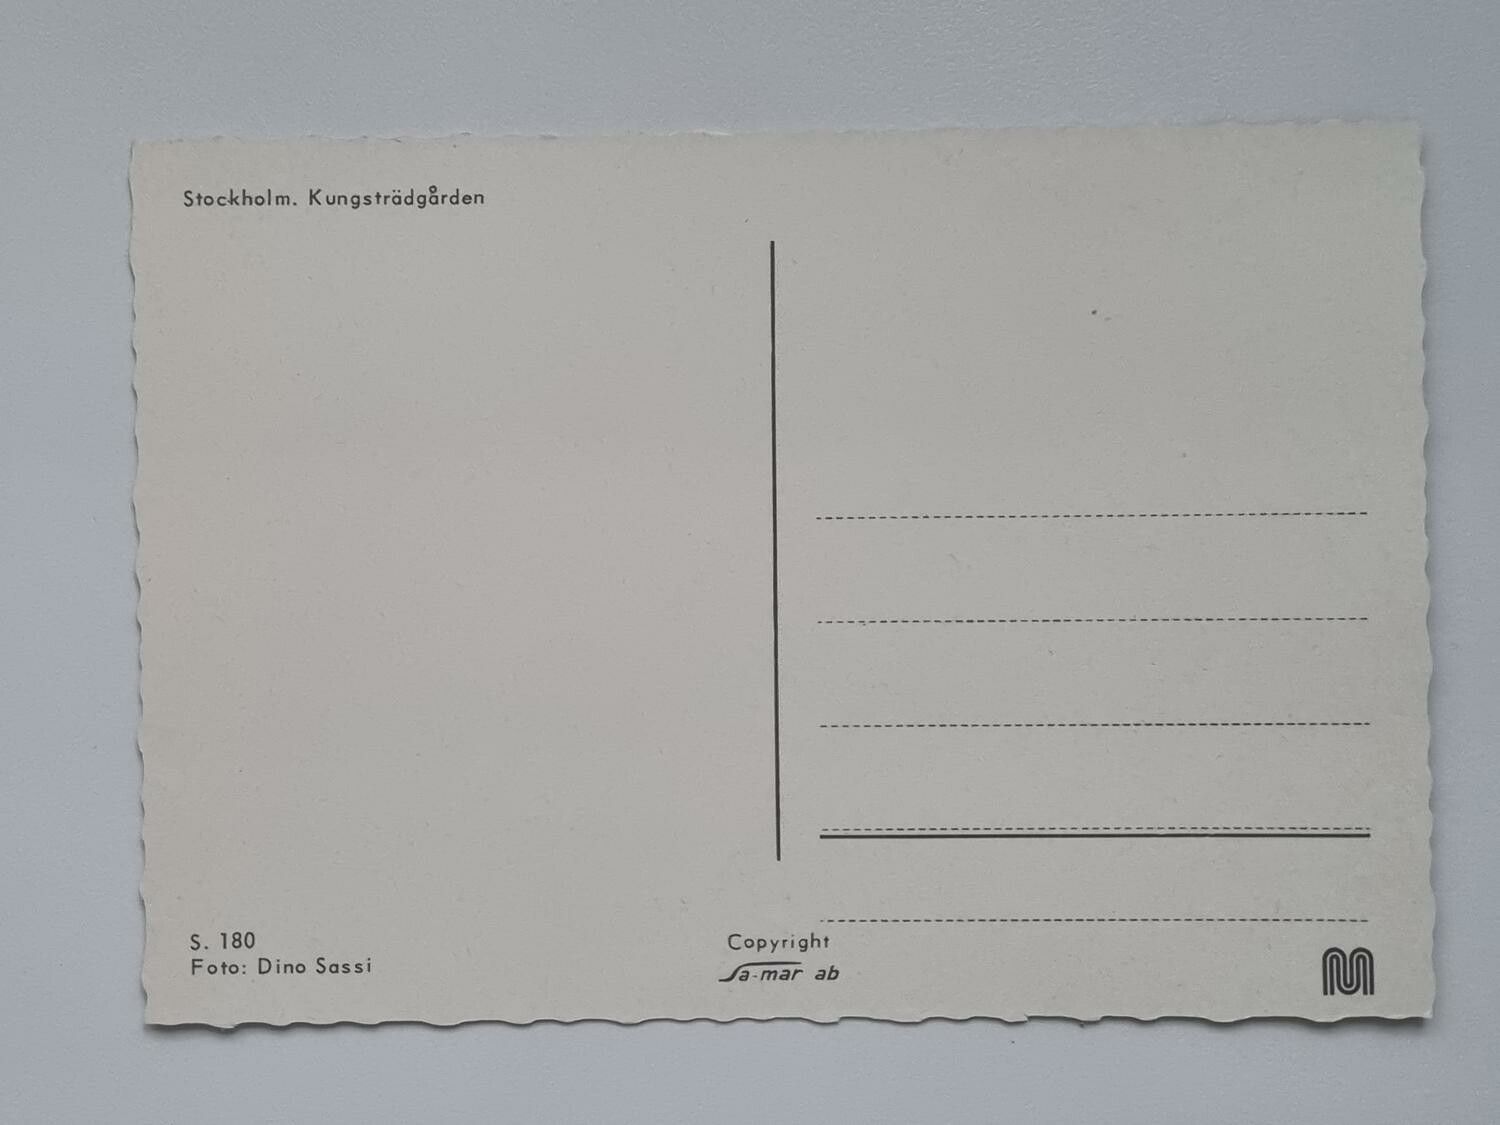 Stockholm. Kungsträdgården
S. 180
Foto: Dino Sassi
Copyright
Sa-mar ab
M